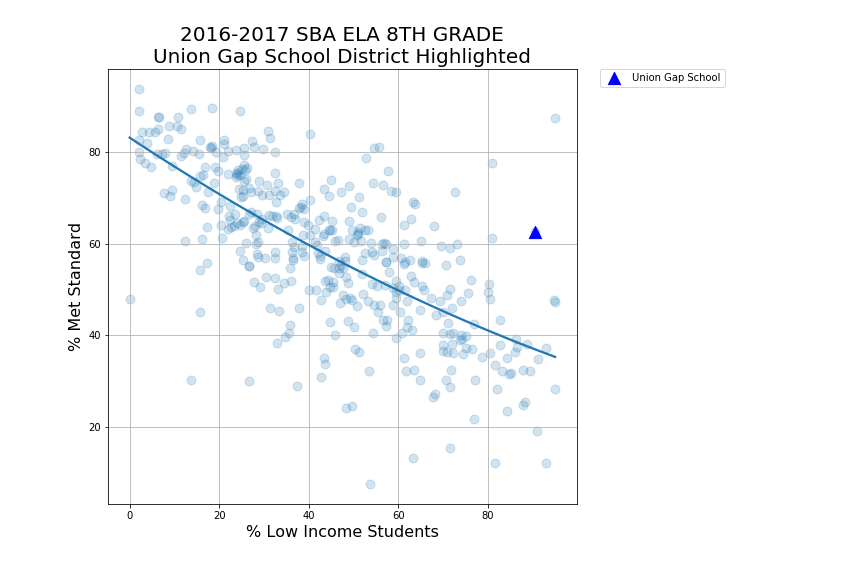 2016-2017 SBA ELA 8TH GRADE
Union Gap School District Highlighted
Union Gap School
% Met Standard
80
60
40
20
0 20 40 60 80
% Low Income Students